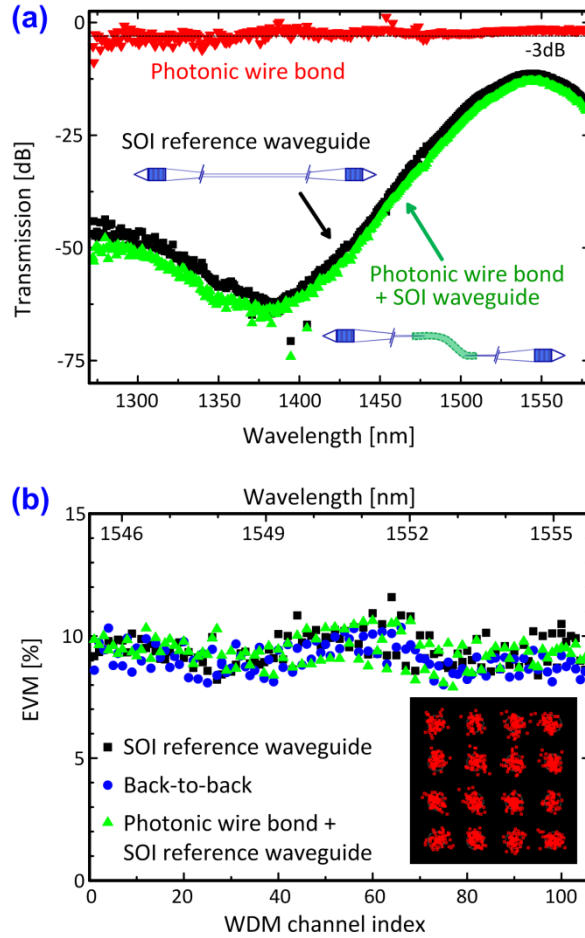 (a)
0
-3dB
Photonic wire bond
-25
SOI reference waveguide
-50
Photonic wire bond
+ SOI waveguide
-75
Transmission [dB]
1300 1350 1400 1450 1500 1550
Wavelength [nm]
(b)
Wavelength [nm]
1546 1549 1552 1555
15
10
5
0
EVM [%]
SOI reference waveguide
Back-to-back
Photonic wire bond +
SOI reference waveguide
0 20 40 60 80 100
WDM channel index